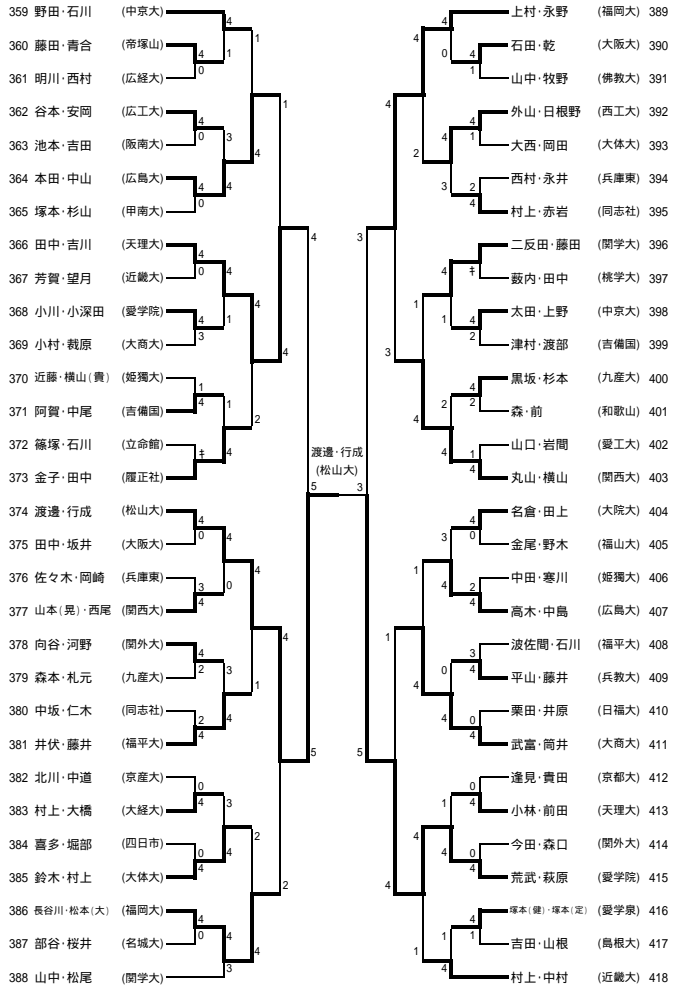 359 野田・石川 (中京大)
360 藤田・青合 (帝塚山)
361 明川・西村 (広経大)
362 谷本・安岡 (広工大)
363 池本・吉田 (阪南大)
364 本田・中山 (広島大)
365 塚本・杉山 (甲南大)
366 田中・吉川 (天理大)
367 芳賀・望月 (近畿大)
368 小川・小深田 (愛学院)
369 小村・裁原 (大商大)
370 近藤・横山(貴) (姫獨大)
371 阿賀・中尾 (吉備国)
372 篠塚・石川 (立命館)
373 金子・田中 (履正社)
374 渡邊・行成 (松山大)
375 田中・坂井 (大阪大)
376 佐々木・岡崎 (兵庫東)
377 山本(晃)・西尾 (関西大)
378 向谷・河野 (関外大)
379 森本・札元 (九産大)
380 中坂・仁木 (同志社)
381 井伏・藤井 (福平大)
382 北川・中道 (京産大)
383 村上・大橋 (大経大)
384 喜多・堀部 (四日市)
385 鈴木・村上 (大体大)
386 長谷川・松本(大) (福岡大)
387 部谷・桜井 (名城大)
388 山中・松尾 (関学大)
渡邊・行成
(松山大)
5 3
上村・永野 (福岡大) 389
石田・乾 (大阪大) 390
山中・牧野 (佛教大) 391
外山・日根野 (西工大) 392
大西・岡田 (大体大) 393
西村・永井 (兵庫東) 394
村上・赤岩 (同志社) 395
二反田・藤田 (関学大) 396
薮内・田中 (桃学大) 397
太田・上野 (中京大) 398
津村・渡部 (吉備国) 399
黒坂・杉本 (九産大) 400
森・前 (和歌山) 401
山口・岩間 (愛工大) 402
丸山・横山 (関西大) 403
名倉・田上 (大院大) 404
金尾・野木 (福山大) 405
中田・寒川 (姫獨大) 406
高木・中島 (広島大) 407
波佐間・石川 (福平大) 408
平山・藤井 (兵教大) 409
栗田・井原 (日福大) 410
武富・筒井 (大商大) 411
逢見・貴田 (京都大) 412
小林・前田 (天理大) 413
今田・森口 (関外大) 414
荒武・萩原 (愛学院) 415
塚本(健)・塚本(定) (愛学泉) 416
吉田・山根 (島根大) 417
村上・中村 (近畿大) 418